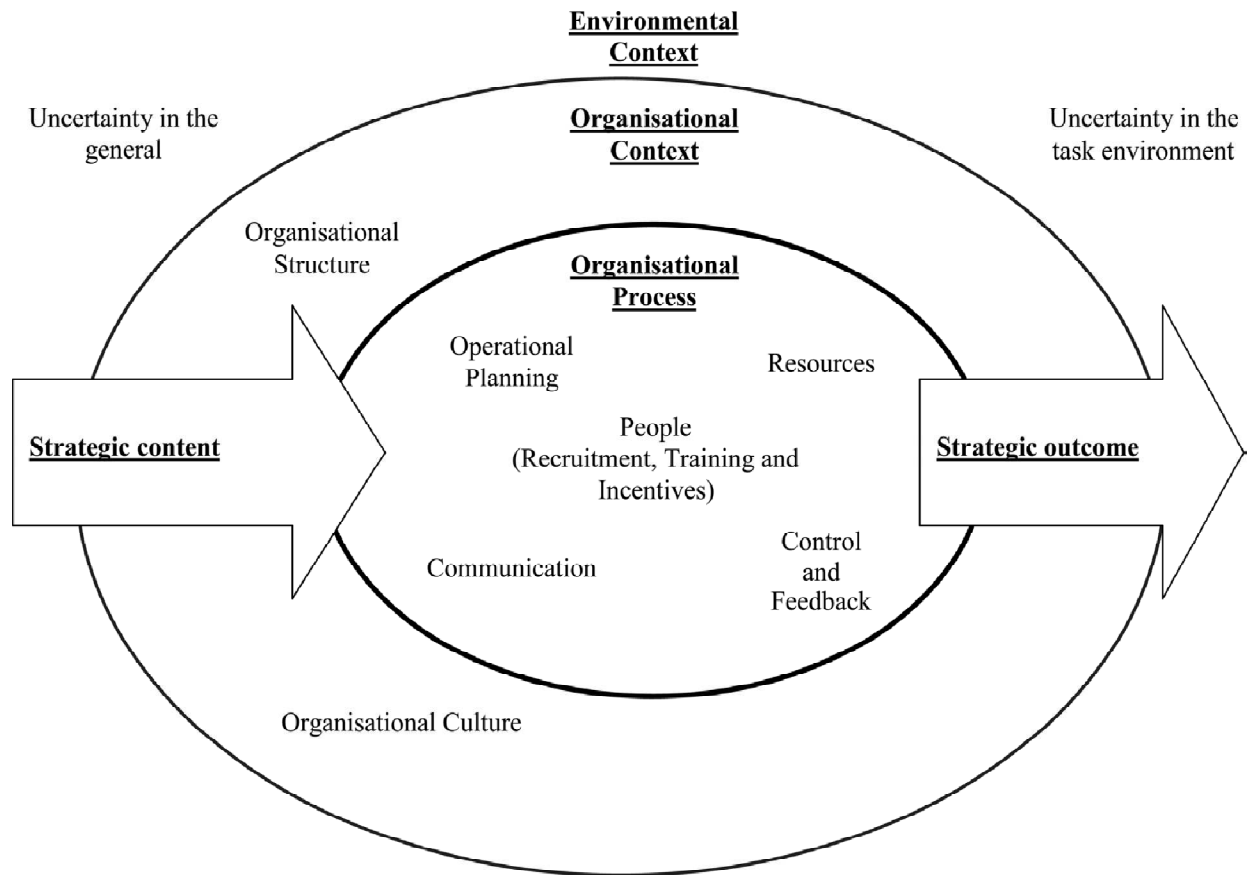 Environmental
Context
Uncertainty in the
general
Organisational
Context
Uncertainty in the
task environment
Organisational
Structure
Organisational
Process
Operational
Planning
Resources
Strategic content
People
(Recruitment, Training and
Incentives)
Strategic outcome
Communication
Control
and
Feedback
Organisational Culture